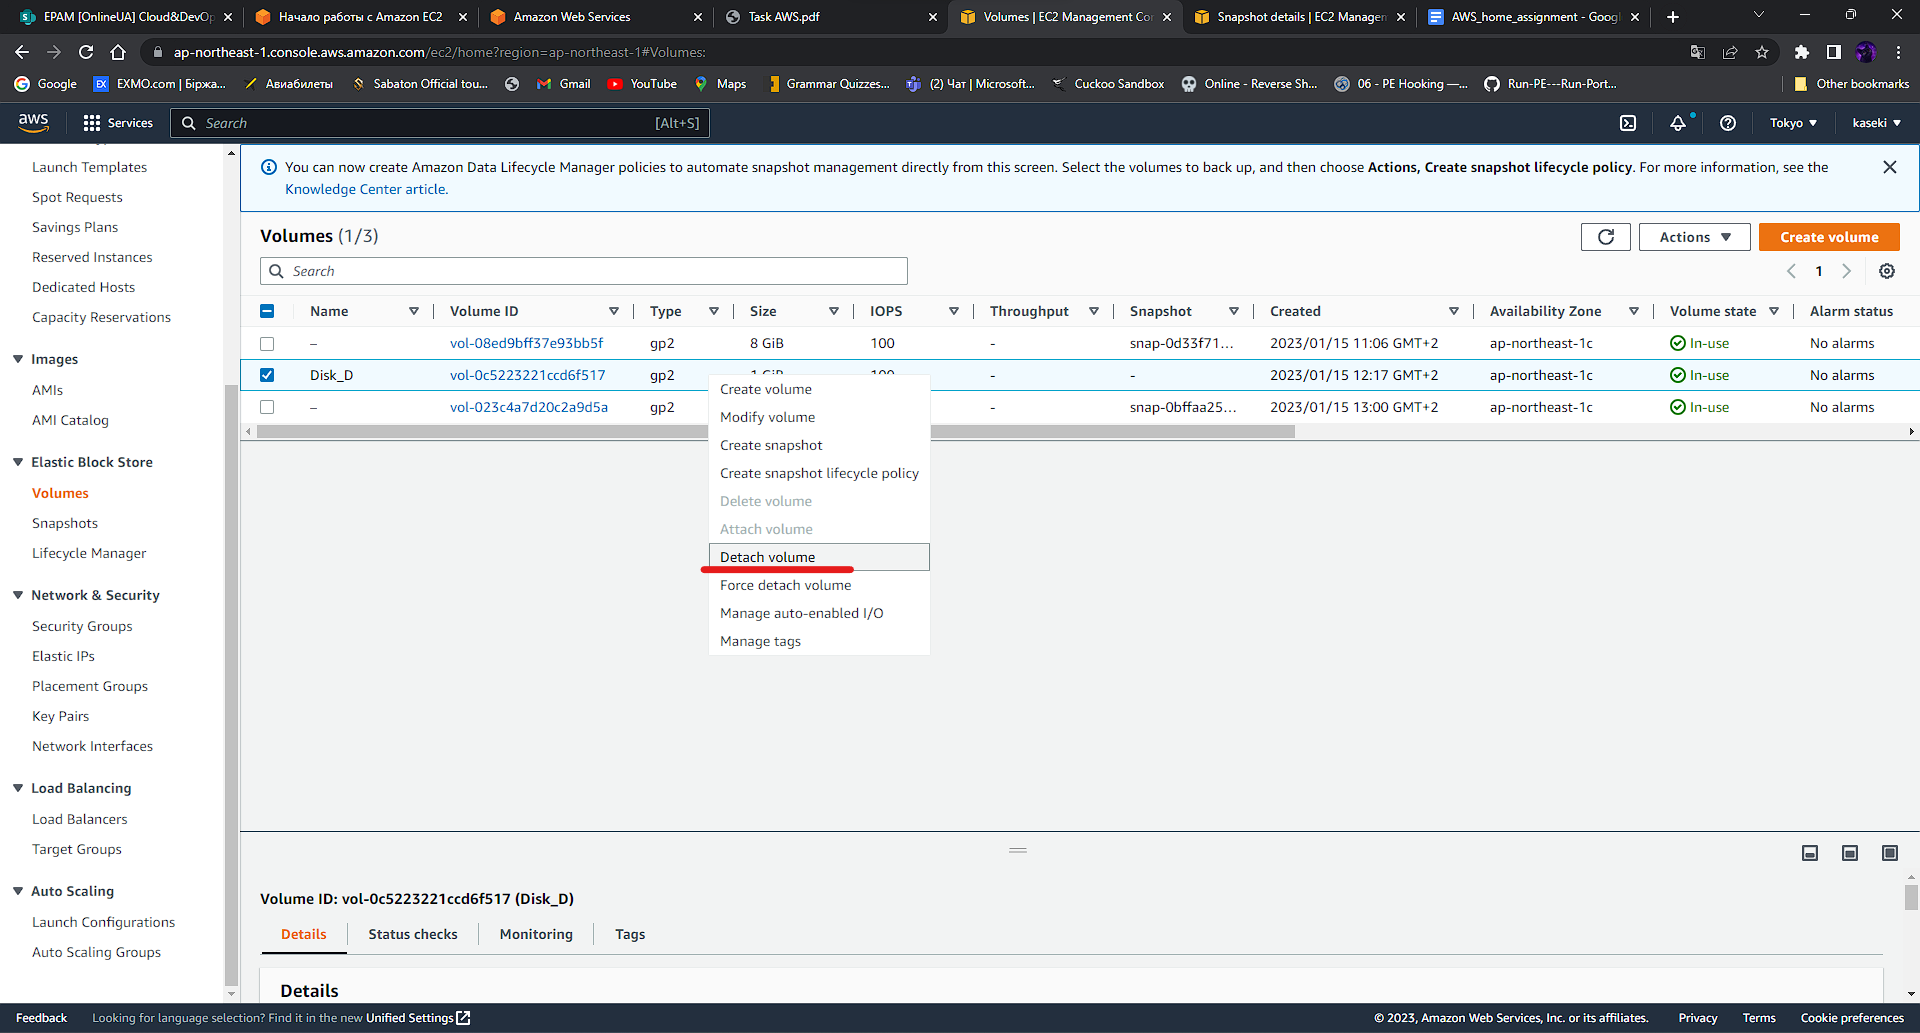 EPAM [OnlineUA] Cloud&DevOp
Начало работы с Amazon EC2
Amazon Web Services
Task AWS.pdf
Volumes | EC2 Management Co
Snapshot details | EC2 Managem
AWS_home_assignment - Googl
ap-northeast-1.console.aws.amazon.com/ec2/home?region=ap-northeast-1#Volumes:
Google
EX
EXMO.com | Біржа...
Авиабилеты
Sabaton Official tou...
Gmail
YouTube
Maps
Grammar Quizzes...
(2) Чат | Microsoft...
Cuckoo Sandbox
Online - Reverse Sh...
06 - PE Hooking —...
Run-PE---Run-Port...
Other bookmarks
aws
Services
Search
[Alt+S]
Tokyo
kaseki
Launch Templates
Spot Requests
Savings Plans
Reserved Instances
Dedicated Hosts
Capacity Reservations
Images
AMIs
AMI Catalog
Elastic Block Store
Volumes
Snapshots
Lifecycle Manager
Network & Security
Security Groups
Elastic IPs
Placement Groups
Key Pairs
Network Interfaces
Load Balancing
Load Balancers
Target Groups
Auto Scaling
Launch Configurations
Auto Scaling Groups
You can now create Amazon Data Lifecycle Manager policies to automate snapshot management directly from this screen. Select the volumes to back up, and then choose Actions, Create snapshot lifecycle policy. For more information, see the
Knowledge Center article.
Volumes (1/3)
Actions
Create volume
Search
1
Name Volume ID Type Size IOPS Throughput Snapshot Created Availability Zone Volume state Alarm status
– vol-08ed9bff37e93bb5f gp2 8 GiB 100 - snap-0d33f71... 2023/01/15 11:06 GMT+2 ap-northeast-1c In-use No alarms
Disk_D vol-0c5223221ccd6f517 gp2 1 GiB 100 - - 2023/01/15 12:17 GMT+2 ap-northeast-1c In-use No alarms
– vol-023c4a7d20c2a9d5a gp2 - snap-0bffaa25... 2023/01/15 13:00 GMT+2 ap-northeast-1c In-use No alarms
Create volume
Modify volume
Create snapshot
Create snapshot lifecycle policy
Delete volume
Attach volume
Detach volume
Force detach volume
Manage auto-enabled I/O
Manage tags
Volume ID: vol-0c5223221ccd6f517 (Disk_D)
Details
Status checks
Monitoring
Tags
Details
Feedback
Looking for language selection? Find it in the new Unified Settings
© 2023, Amazon Web Services, Inc. or its affiliates.
Privacy
Terms
Cookie preferences